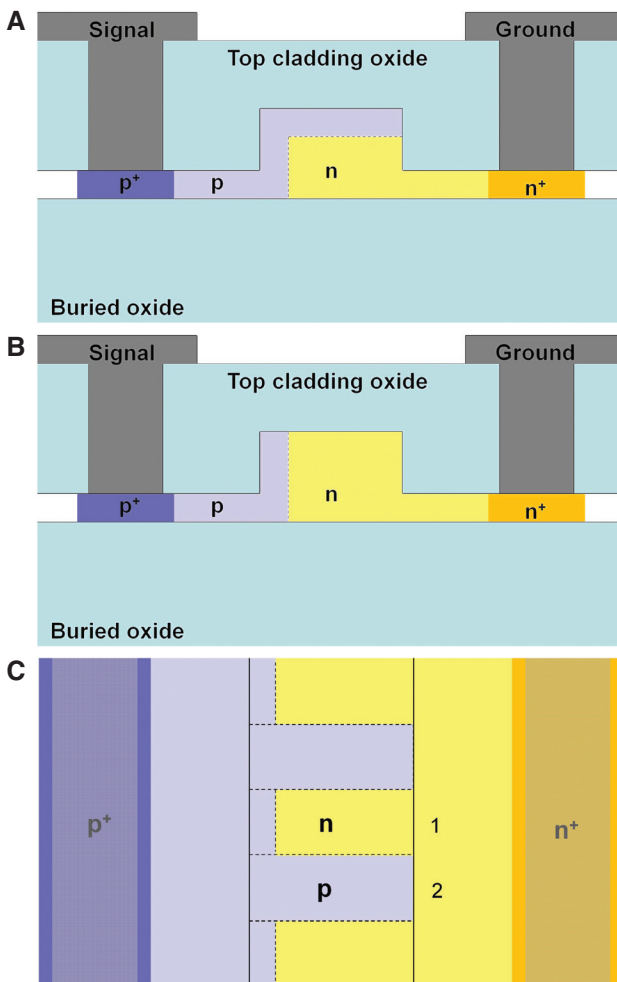 A
Signal
Ground
Top cladding oxide
p⁺
p
n
n⁺
Buried oxide
B
Signal
Ground
Top cladding oxide
p⁺
p
n
n⁺
Buried oxide
C
p⁺
n
1
n⁺
p
2